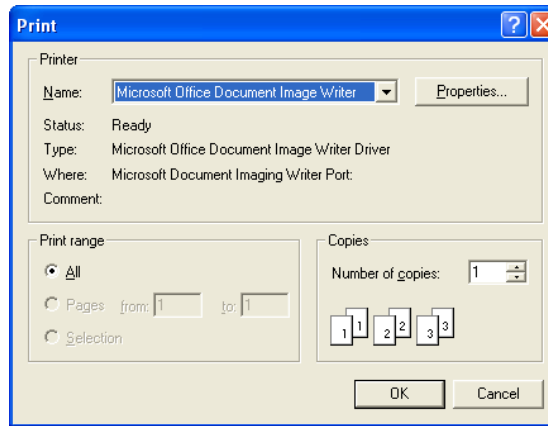 Print
Printer
Name: Microsoft Office Document Image Writer Properties...
Status: Ready
Type: Microsoft Office Document Image Writer Driver
Where: Microsoft Document Imaging Writer Port:
Comment:
Print range
All
Pages from: 1 to: 1
Selection
Copies
Number of copies: 1
1 1 2 2 3 3
OK Cancel